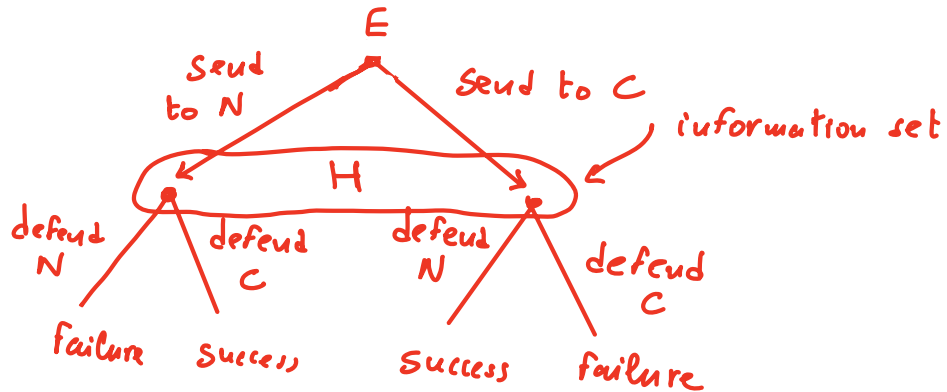 E
send
to N
send to C
information set
H
defend
N
defend
C
defend
N
defend
C
failure
success
success
failure